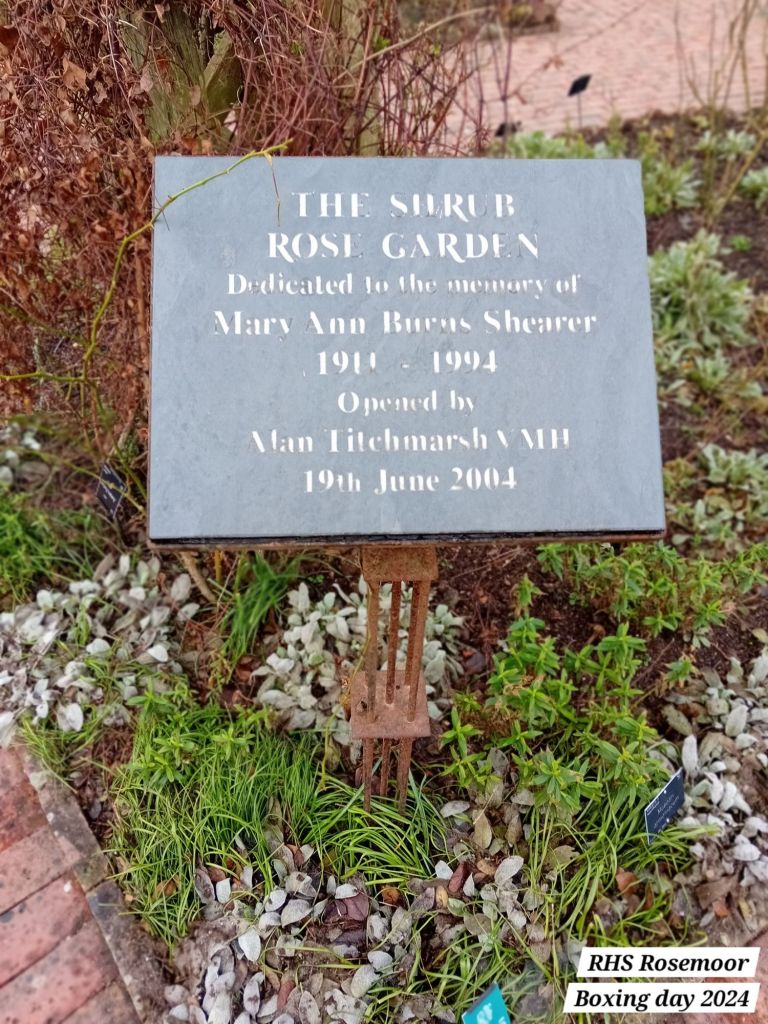 THE SHRUB
ROSE GARDEN
Dedicated to the memory of
Mary Ann Burns Shearer
1911 - 1994
Opened by
Alan Titchmarsh VMH
19th June 2004
RHS Rosemoor
Boxing day 2024